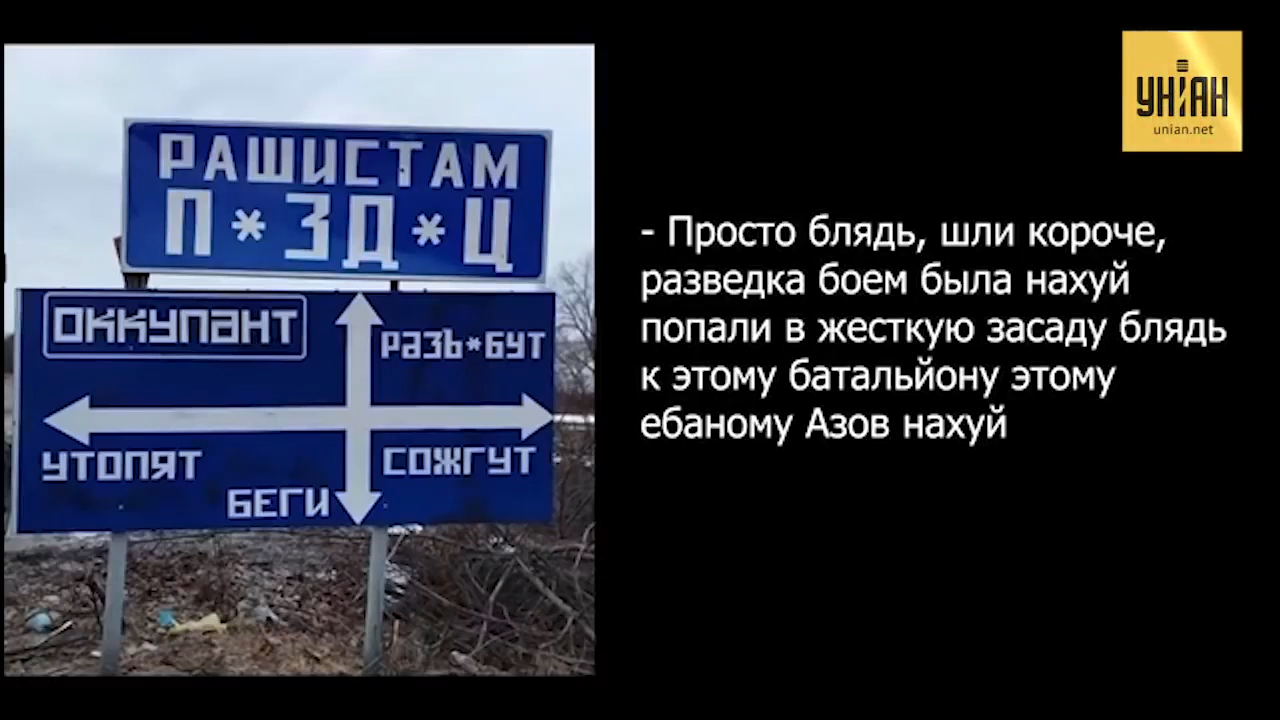 РАШИСТАМ
П*ЗД*Ц
ОККУПАНТ
РАЗЬ*БУТ
УТОПЯТ
СОЖГУТ
БЕГИ
УНІАН
unian.net
- Просто блядь, шли короче,
разведка боем была нахуй
попали в жесткую засаду блядь
к этому батальйону этому
ебаному Азов нахуй